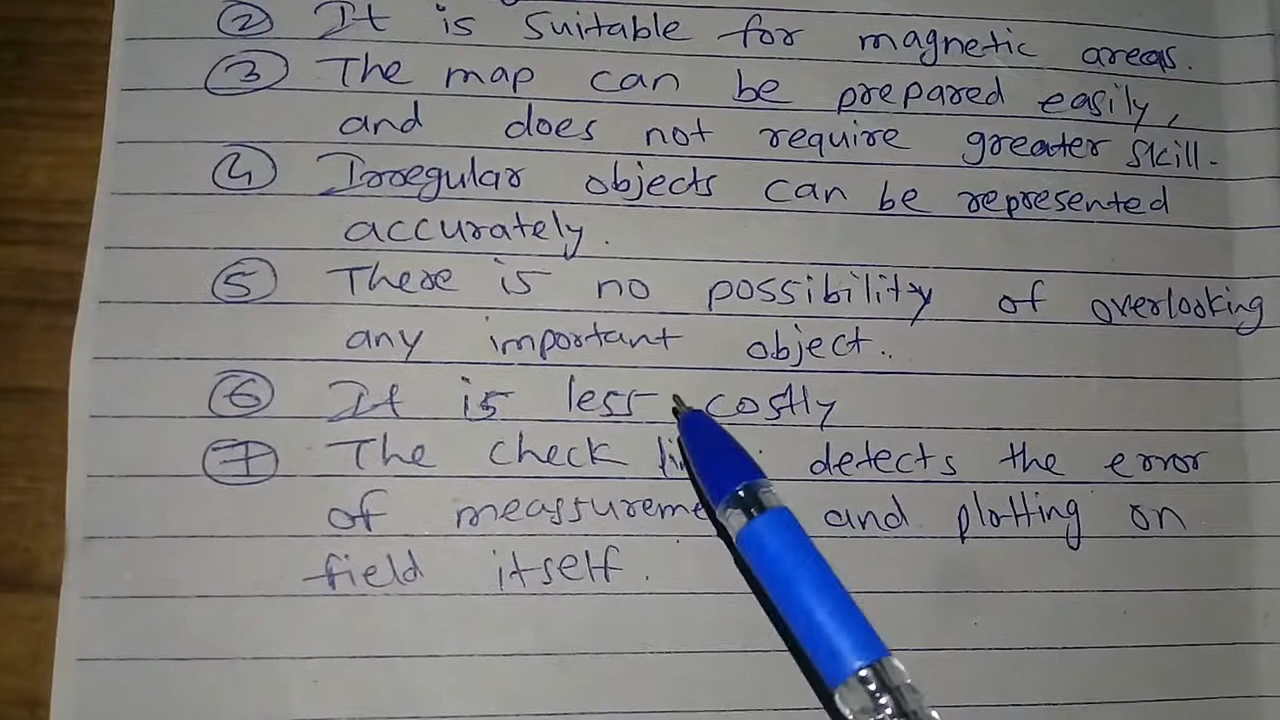 ② It is suitable for magnetic areas.
③ The map can be prepared easily,
and does not require greater skill.
④ Irregular objects can be represented
accurately.
⑤ There is no possibility of overlooking
any important object..
⑥ It is less costly
⑦ The check detects the error
of and plotting on
field itself.